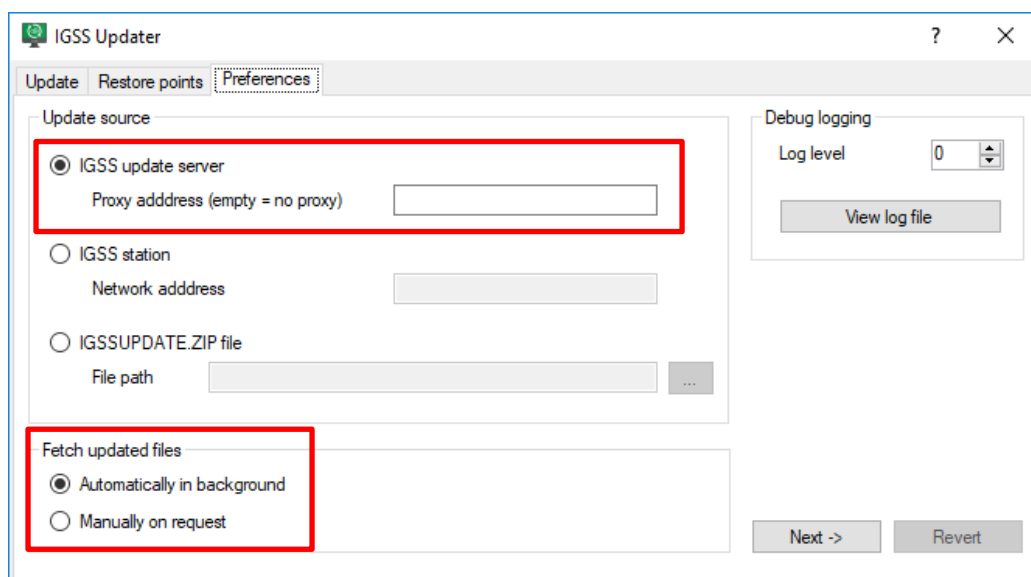 IGSS Updater ?
Update Restore points Preferences
Update source
IGSS update server
Proxy adddress (empty = no proxy)
IGSS station
Network adddress
IGSSUPDATE.ZIP file
File path ...
Fetch updated files
Automatically in background
Manually on request
Debug logging
Log level 0
View log file
Next -> Revert